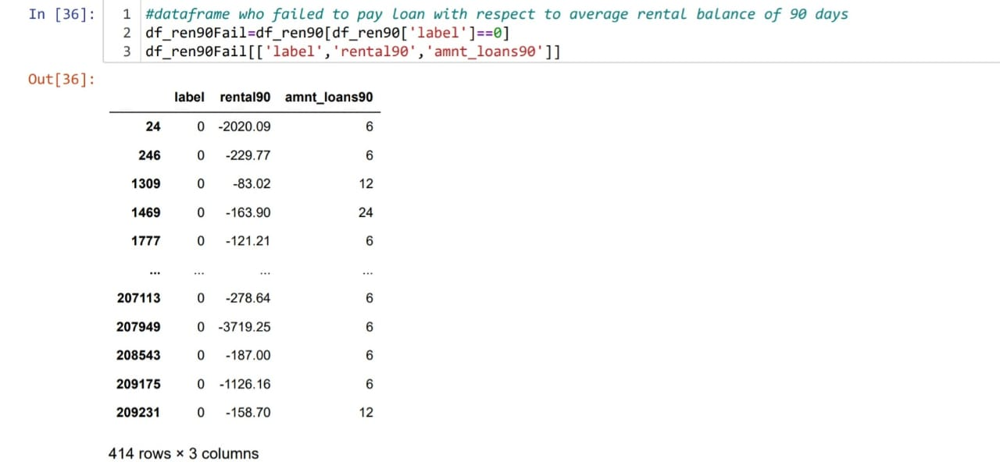 In [36]: 1 #dataframe who failed to pay loan with respect to average rental balance of 90 days
2 df_ren90Fail=df_ren90[df_ren90['label']==0]
3 df_ren90Fail[['label','rental90','amnt_loans90']]
Out[36]:
label rental90 amnt_loans90
24 0 -2020.09 6
246 0 -229.77 6
1309 0 -83.02 12
1469 0 -163.90 24
1777 0 -121.21 6
... ... ... ...
207113 0 -278.64 6
207949 0 -3719.25 6
208543 0 -187.00 6
209175 0 -1126.16 6
209231 0 -158.70 12
414 rows × 3 columns